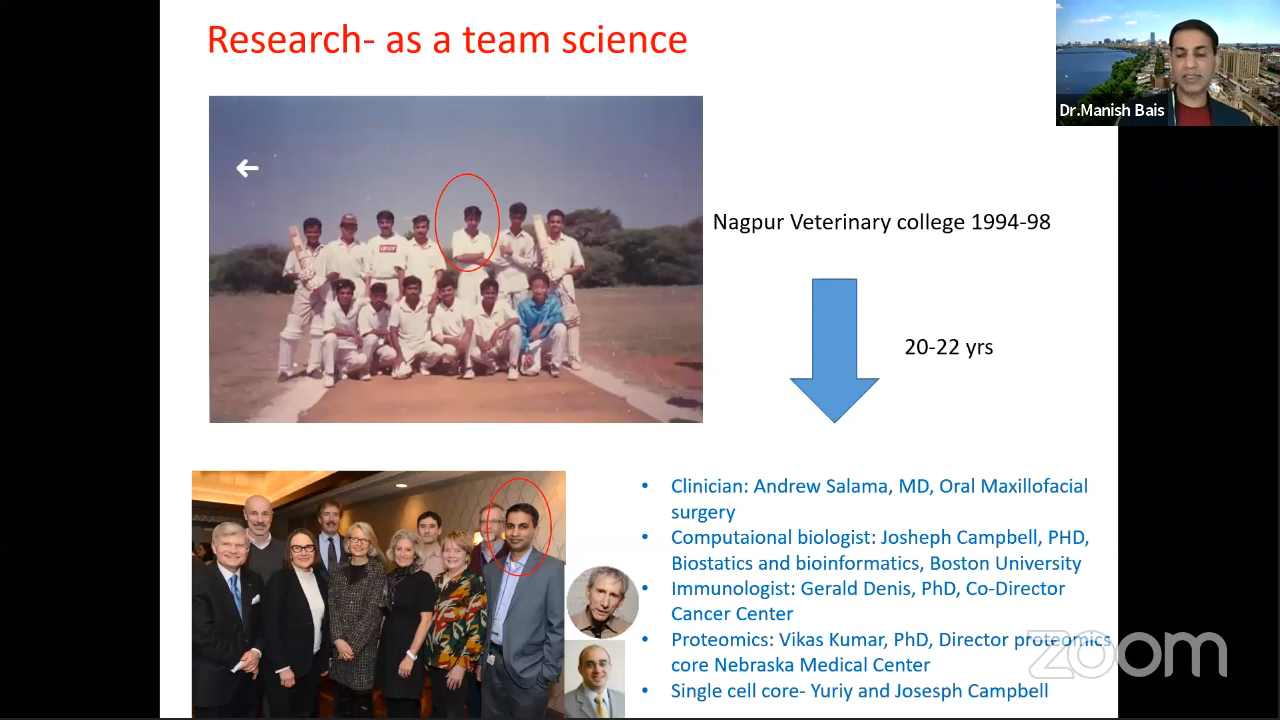 Research- as a team science
Dr.Manish Bais
Nagpur Veterinary college 1994-98
20-22 yrs
• Clinician: Andrew Salama, MD, Oral Maxillofacial
surgery
• Computaional biologist: Josheph Campbell, PHD,
Biostatics and bioinformatics, Boston University
• Immunologist: Gerald Denis, PhD, Co-Director
Cancer Center
• Proteomics: Vikas Kumar, PhD, Director proteomics
core Nebraska Medical Center
• Single cell core- Yuriy and Josesph Campbell
zoom